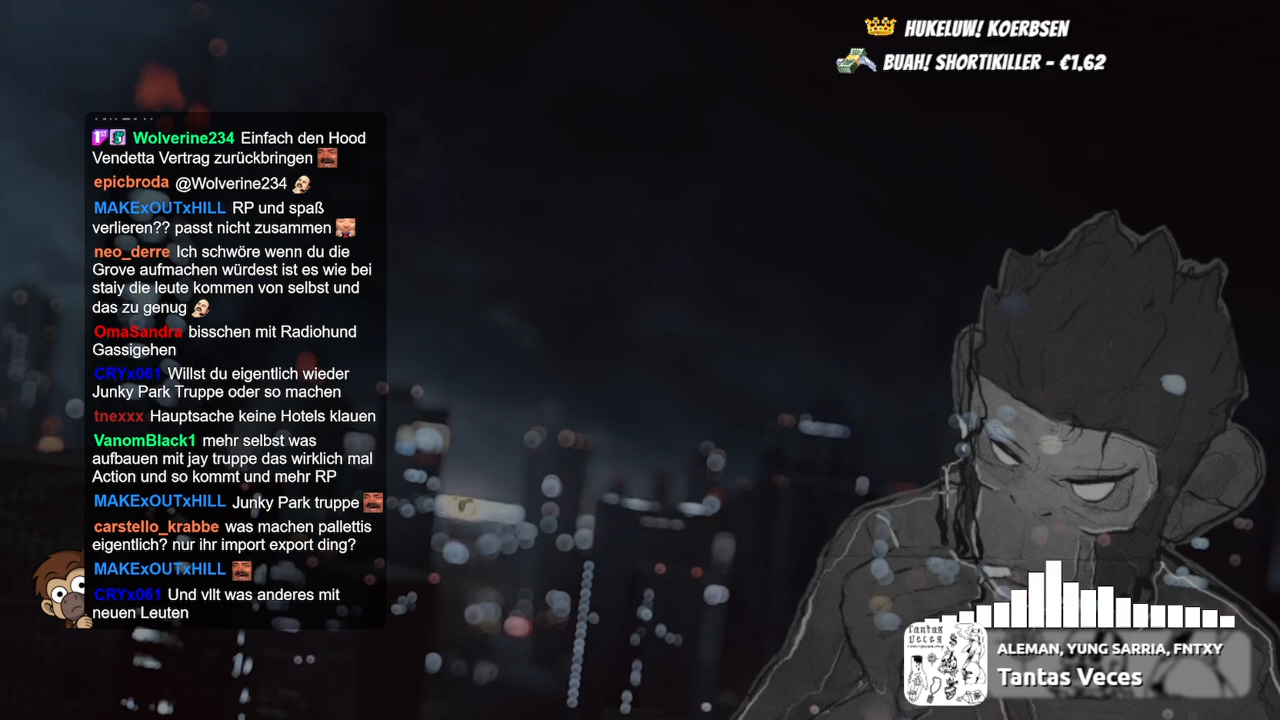 HUKELUW! KOERBSEN
BUAH! SHORTIKILLER - €1.62
Wolverine234 Einfach den Hood
Vendetta Vertrag zurückbringen
epicbroda @Wolverine234
MAKExOUTxHILL RP und spaß
verlieren?? passt nicht zusammen
neo_derre Ich schwöre wenn du die
Grove aufmachen würdest ist es wie bei
staiy die leute kommen von selbst und
das zu genug
OmaSandra bisschen mit Radiohund
Gassigehen
CRYx061 Willst du eigentlich wieder
Junky Park Truppe oder so machen
tnexxx Hauptsache keine Hotels klauen
VanomBlack1 mehr selbst was
aufbauen mit jay truppe das wirklich mal
Action und so kommt und mehr RP
MAKExOUTxHILL Junky Park truppe
carstello_krabbe was machen pallettis
eigentlich? nur ihr import export ding?
MAKExOUTxHILL
CRYx061 Und vllt was anderes mit
neuen Leuten
Tantas
Veces
ALEMAN, YUNG SARRIA, FNTXY
Tantas Veces